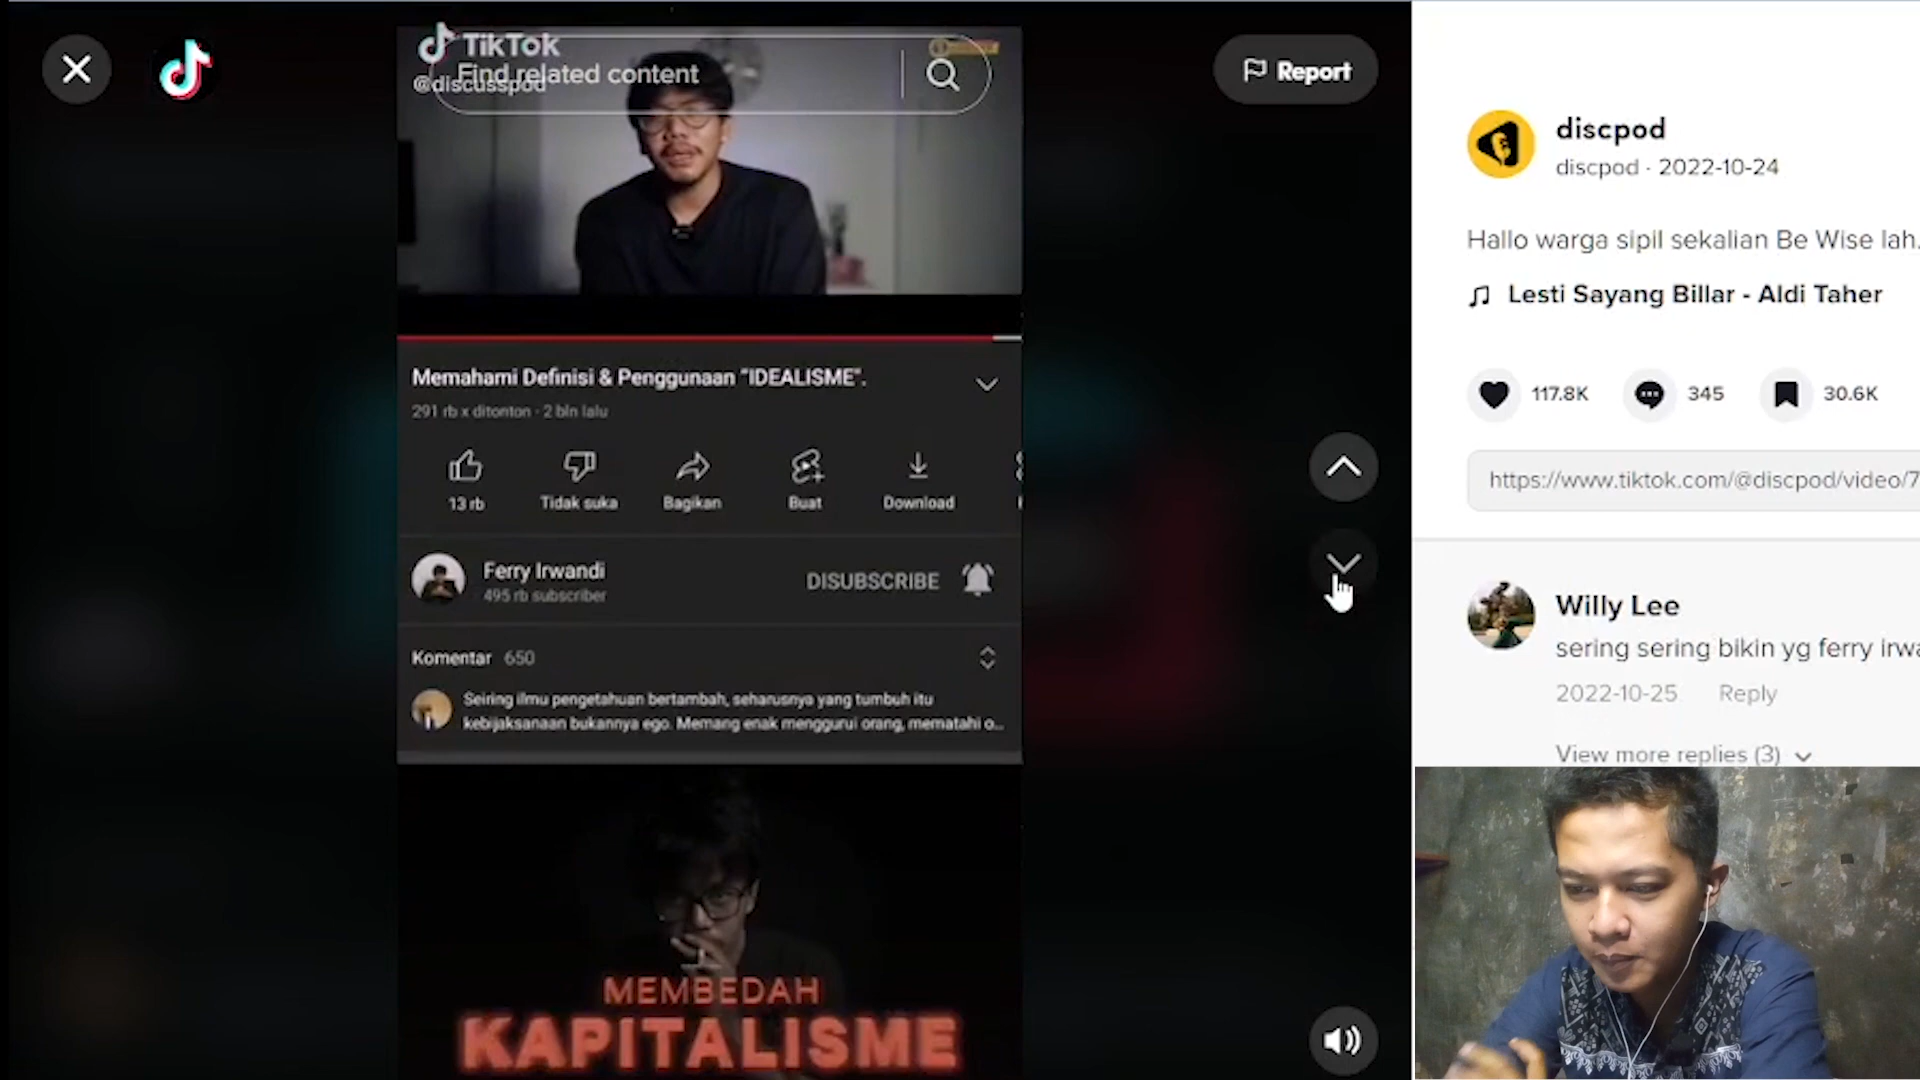 TikTok
@discusspod
Find related content
Report
Memahami Definisi & Penggunaan "IDEALISME".
291 rb x ditonton · 2 bln lalu
13 rb
Tidak suka
Bagikan
Buat
Download
Ferry Irwandi
495 rb subscriber
DISUBSCRIBE
Komentar 650
Seiring ilmu pengetahuan bertambah, seharusnya yang tumbuh itu
kebijaksanaan bukannya ego. Memang enak menggurui orang, mematahi o...
MEMBEDAH
KAPITALISME
discpod
discpod · 2022-10-24
Hallo warga sipil sekalian Be Wise lah.
Lesti Sayang Billar - Aldi Taher
117.8K
345
30.6K
https://www.tiktok.com/@discpod/video/7
Willy Lee
sering sering bikin yg ferry irwa
2022-10-25 Reply
View more replies (3)